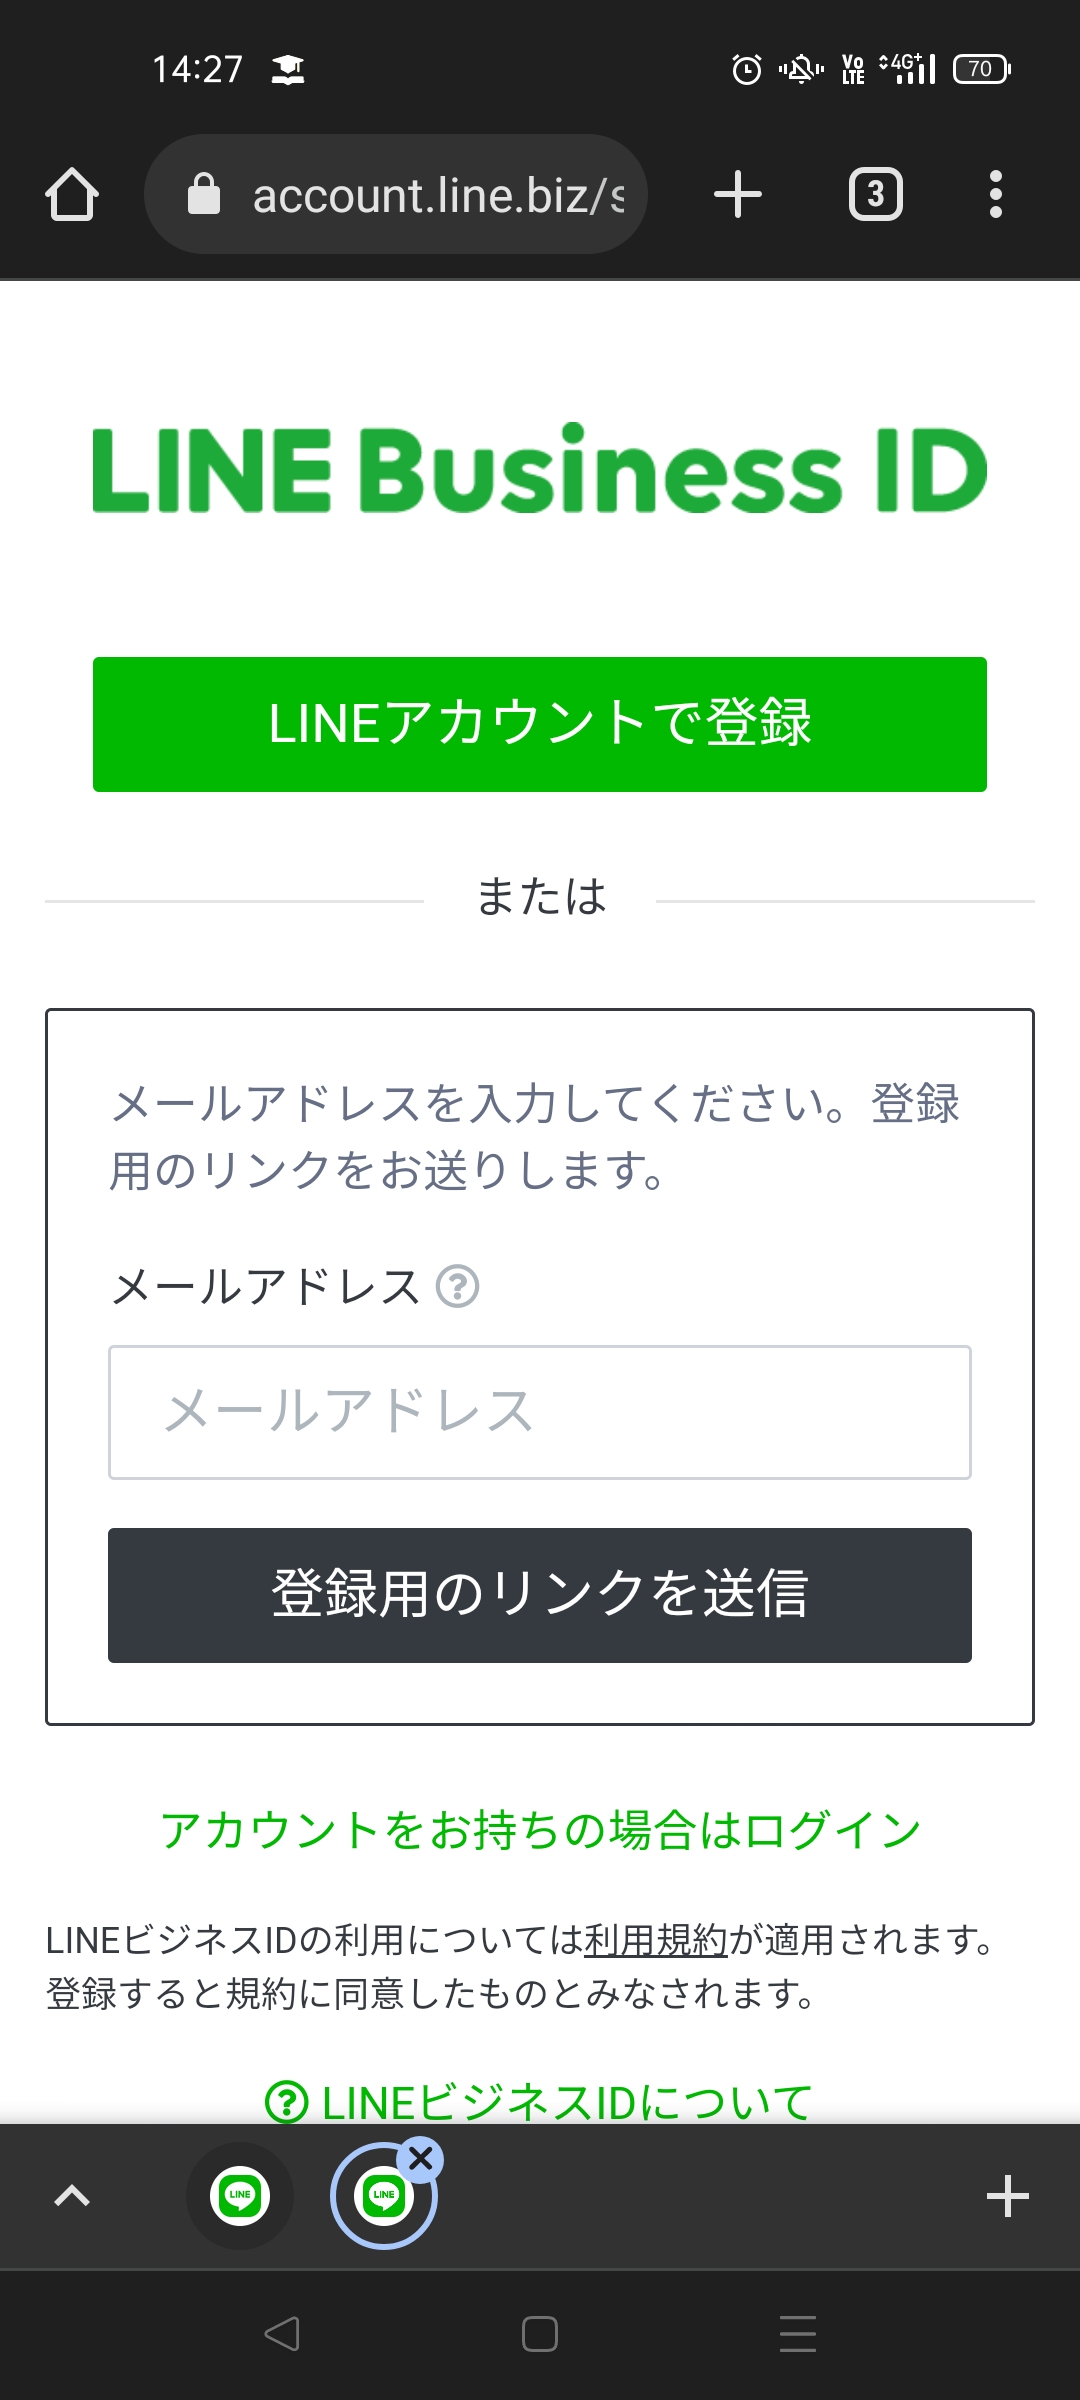 14:27
Vo LTE 4G+ 70
account.line.biz/s
3
LINE Business ID
LINEアカウントで登録
または
メールアドレスを入力してください。登録
用のリンクをお送りします。
メールアドレス ?
メールアドレス
登録用のリンクを送信
アカウントをお持ちの場合はログイン
LINEビジネスIDの利用については利用規約が適用されます。
登録すると規約に同意したものとみなされます。
? LINEビジネスIDについて
LINE LINE